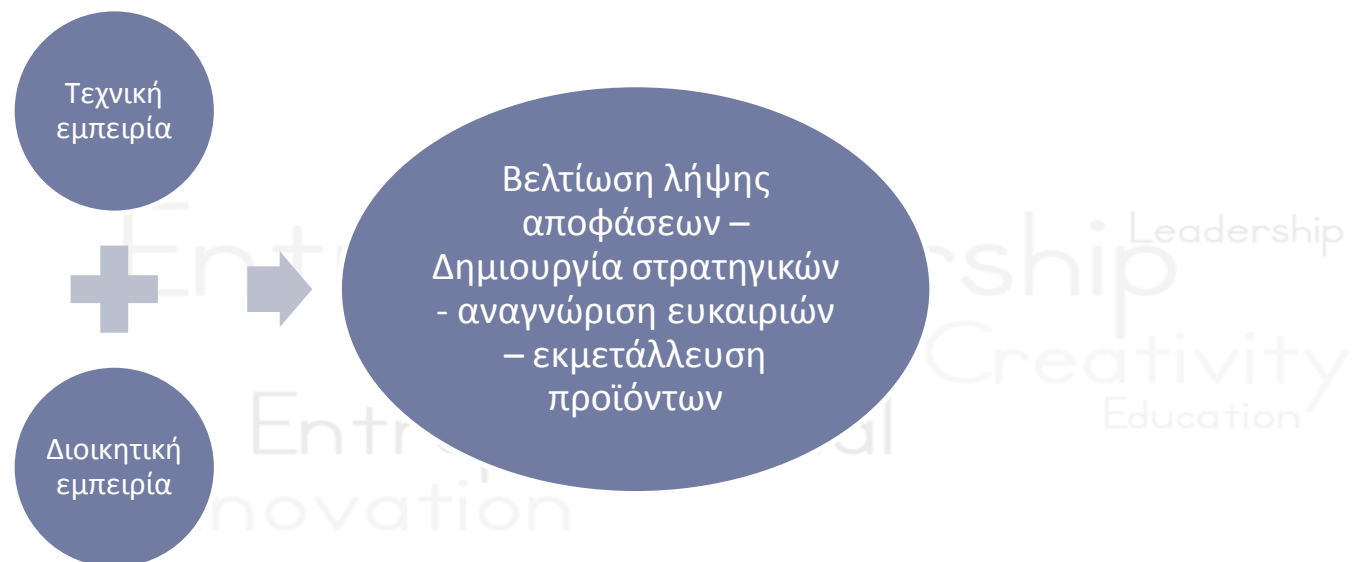 Τεχνική
εμπειρία
Διοικητική
εμπειρία
Βελτίωση λήψης
αποφάσεων –
Δημιουργία στρατηγικών
- αναγνώριση ευκαιριών
– εκμετάλλευση
προϊόντων
Leadership
Creativity
Education